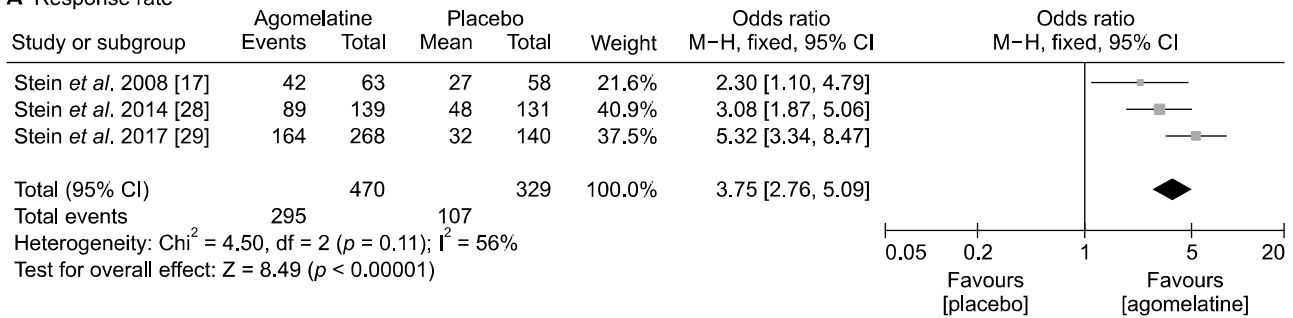 A Response rate
Agomelatine Placebo Odds ratio Odds ratio
Study or subgroup Events Total Mean Total Weight M−H, fixed, 95% CI M−H, fixed, 95% CI
Stein et al. 2008 [17] 42 63 27 58 21.6% 2.30 [1.10, 4.79]
Stein et al. 2014 [28] 89 139 48 131 40.9% 3.08 [1.87, 5.06]
Stein et al. 2017 [29] 164 268 32 140 37.5% 5.32 [3.34, 8.47]
Total (95% CI) 470 329 100.0% 3.75 [2.76, 5.09]
Total events 295 107
Heterogeneity: Chi² = 4.50, df = 2 (p = 0.11); I² = 56%
Test for overall effect: Z = 8.49 (p < 0.00001)
0.05 0.2 1 5 20
Favours [placebo] Favours [agomelatine]